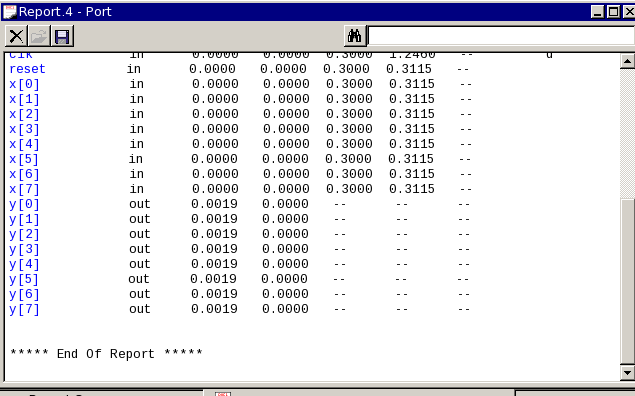 Report.4 - Port
clk in 0.0000 0.0000 0.3000 1.2460 -- d
reset in 0.0000 0.0000 0.3000 0.3115 --
x[0] in 0.0000 0.0000 0.3000 0.3115 --
x[1] in 0.0000 0.0000 0.3000 0.3115 --
x[2] in 0.0000 0.0000 0.3000 0.3115 --
x[3] in 0.0000 0.0000 0.3000 0.3115 --
x[4] in 0.0000 0.0000 0.3000 0.3115 --
x[5] in 0.0000 0.0000 0.3000 0.3115 --
x[6] in 0.0000 0.0000 0.3000 0.3115 --
x[7] in 0.0000 0.0000 0.3000 0.3115 --
y[0] out 0.0019 0.0000 -- -- --
y[1] out 0.0019 0.0000 -- -- --
y[2] out 0.0019 0.0000 -- -- --
y[3] out 0.0019 0.0000 -- -- --
y[4] out 0.0019 0.0000 -- -- --
y[5] out 0.0019 0.0000 -- -- --
y[6] out 0.0019 0.0000 -- -- --
y[7] out 0.0019 0.0000 -- -- --
***** End Of Report *****